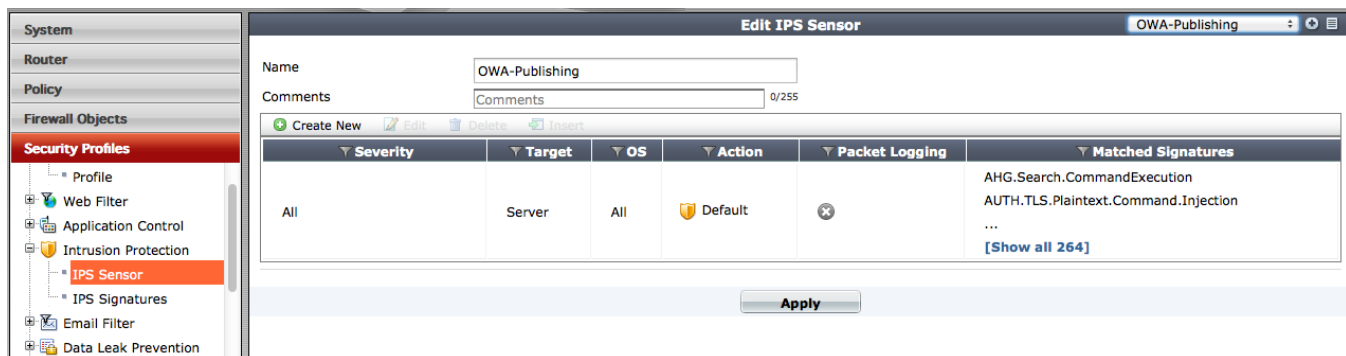 System
Router
Policy
Firewall Objects
Security Profiles
Profile
Web Filter
Application Control
Intrusion Protection
IPS Sensor
IPS Signatures
Email Filter
Data Leak Prevention
Edit IPS Sensor
OWA-Publishing
Name
OWA-Publishing
Comments
Comments
0/255
Create New Edit Delete Insert
Severity Target OS Action Packet Logging Matched Signatures
All Server All Default
AHG.Search.CommandExecution
AUTH.TLS.Plaintext.Command.Injection
...
[Show all 264]
Apply